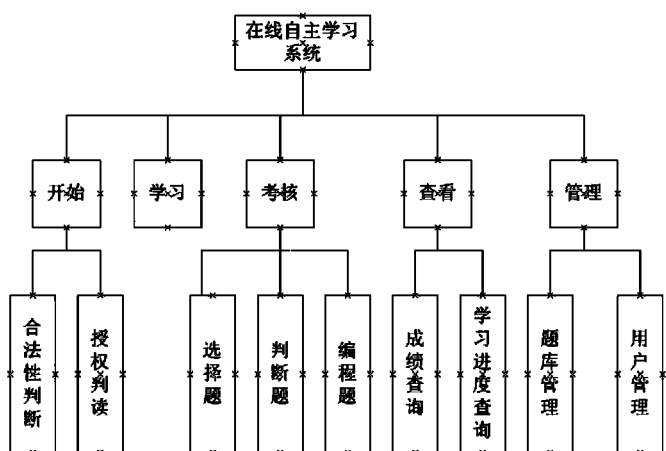 在线自主学习
系统
开始
学习
考核
查看
管理
合法性判断
授权判读
选择题
判断题
编程题
成绩查询
学习进度查询
题库管理
用户管理